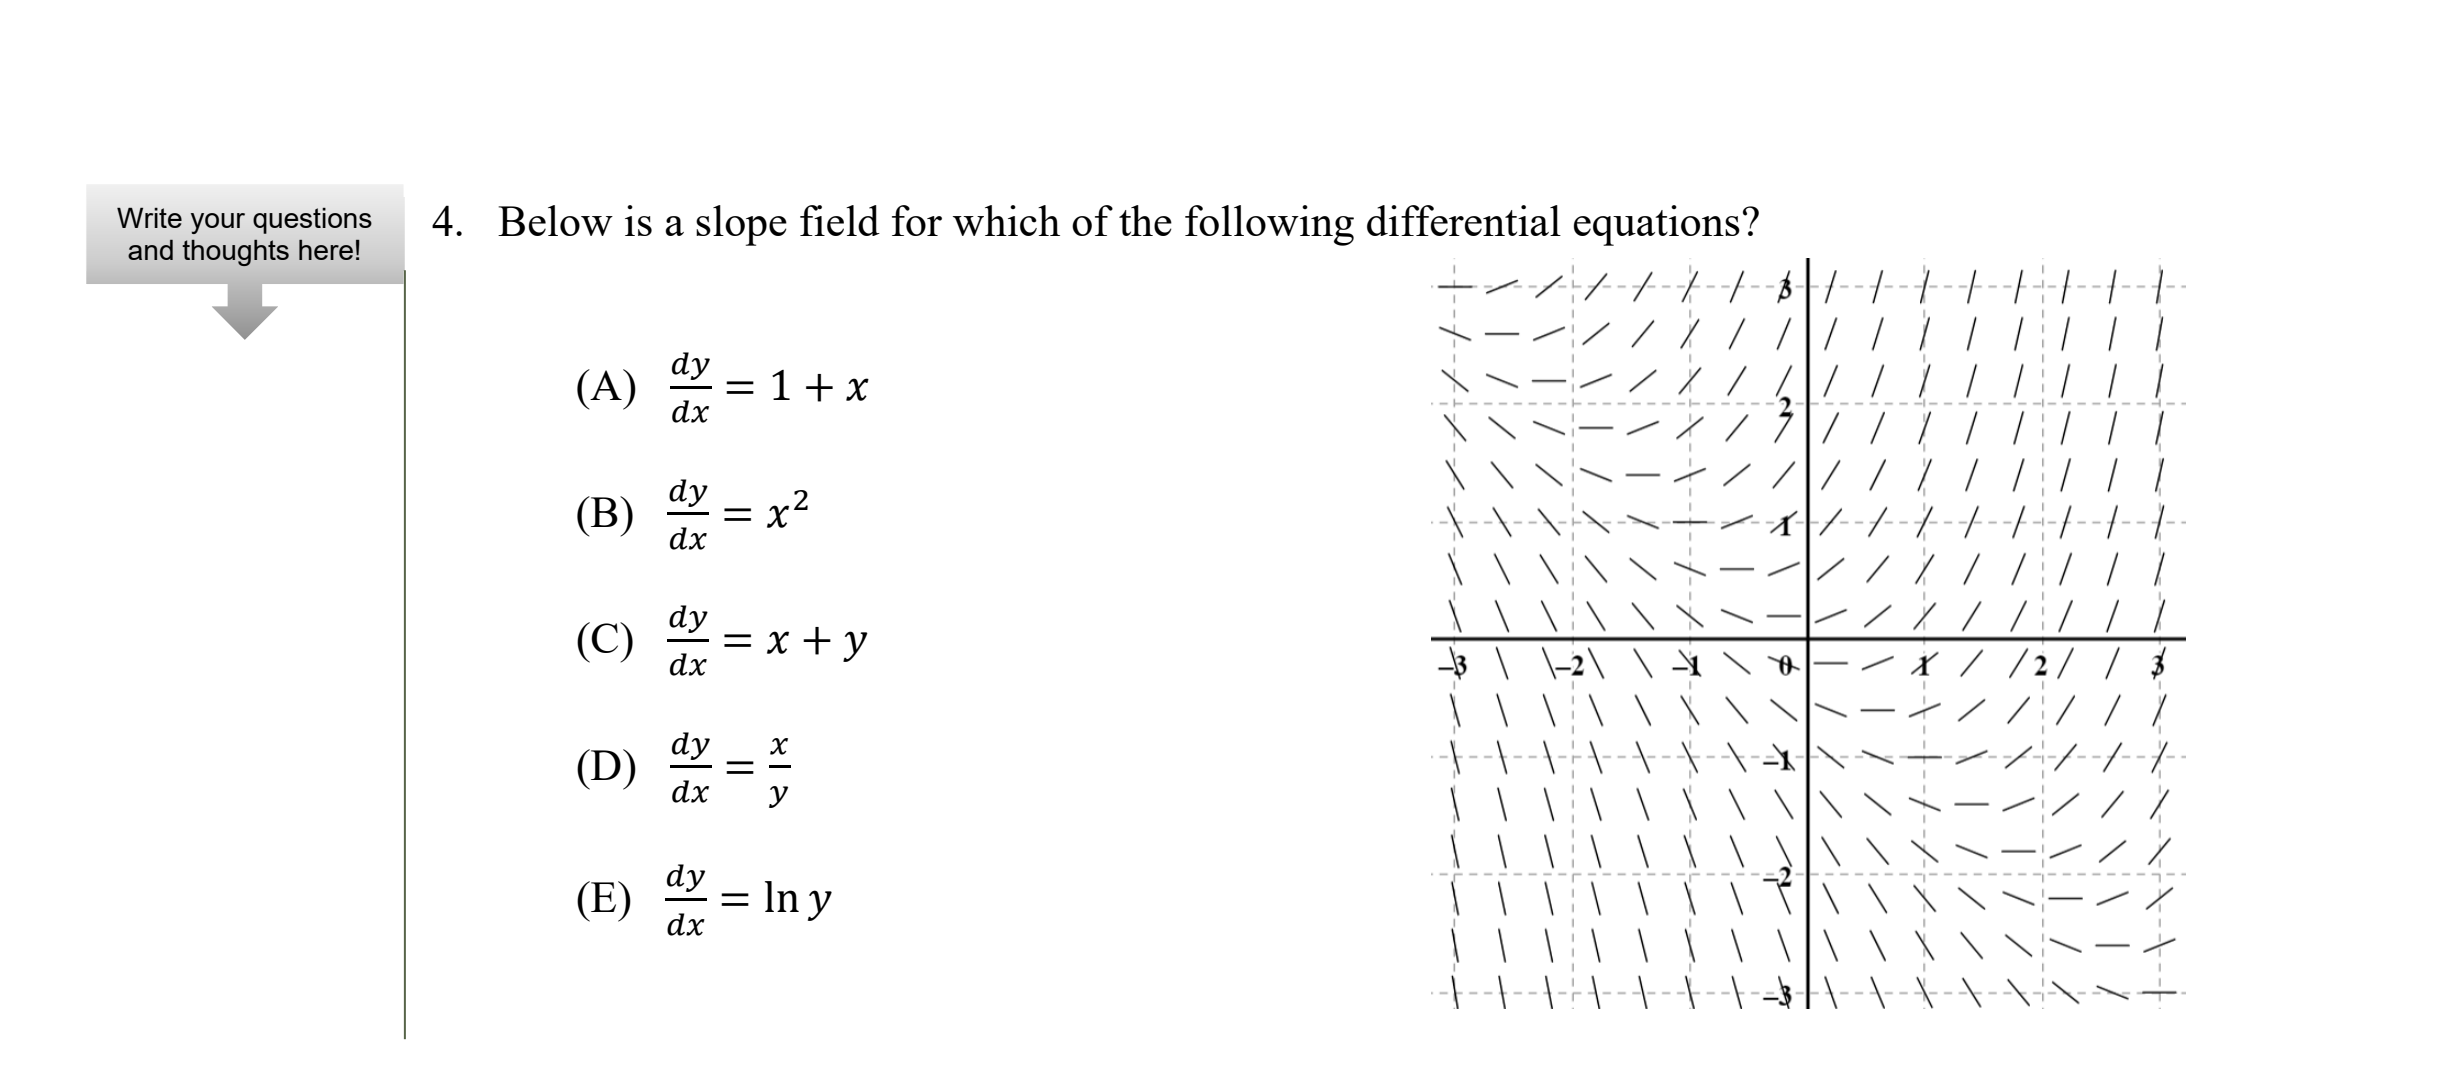 Write your questions
and thoughts here!
4. Below is a slope field for which of the following differential equations?
(A) dy/dx = 1 + x
(B) dy/dx = x²
(C) dy/dx = x + y
(D) dy/dx = x/y
(E) dy/dx = ln y
3
2
1
–3 –2 –1 0 1 2 3
–1
–2
–3